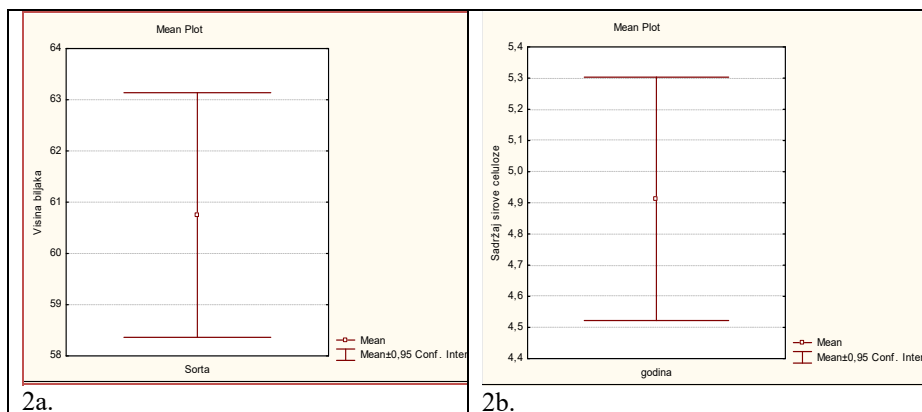 Mean Plot
64
63
62
61
60
59
58
Visina biljaka
Sorta
Mean
Mean±0,95 Conf. Inter
2a.
Mean Plot
5,4
5,3
5,2
5,1
5,0
4,9
4,8
4,7
4,6
4,5
4,4
Sadržaj sirove celuloze
godina
Mean
Mean±0,95 Conf. Inter
2b.